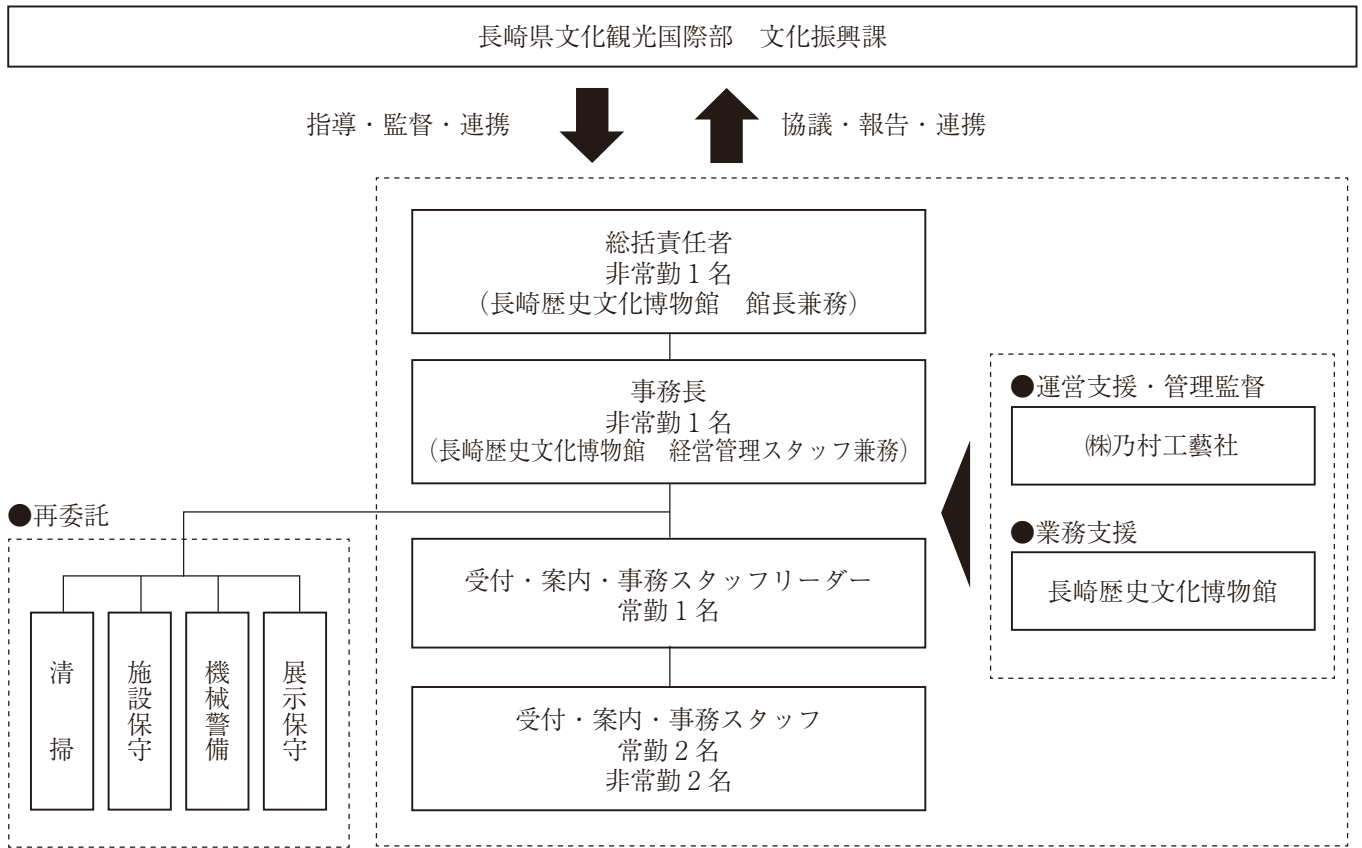 長崎県文化観光国際部　文化振興課
指導・監督・連携
協議・報告・連携
総括責任者
非常勤１名
（長崎歴史文化博物館　館長兼務）
事務長
非常勤１名
（長崎歴史文化博物館　経営管理スタッフ兼務）
●運営支援・管理監督
㈱乃村工藝社
●業務支援
長崎歴史文化博物館
●再委託
清掃
施設保守
機械警備
展示保守
受付・案内・事務スタッフリーダー
常勤１名
受付・案内・事務スタッフ
常勤２名
非常勤２名